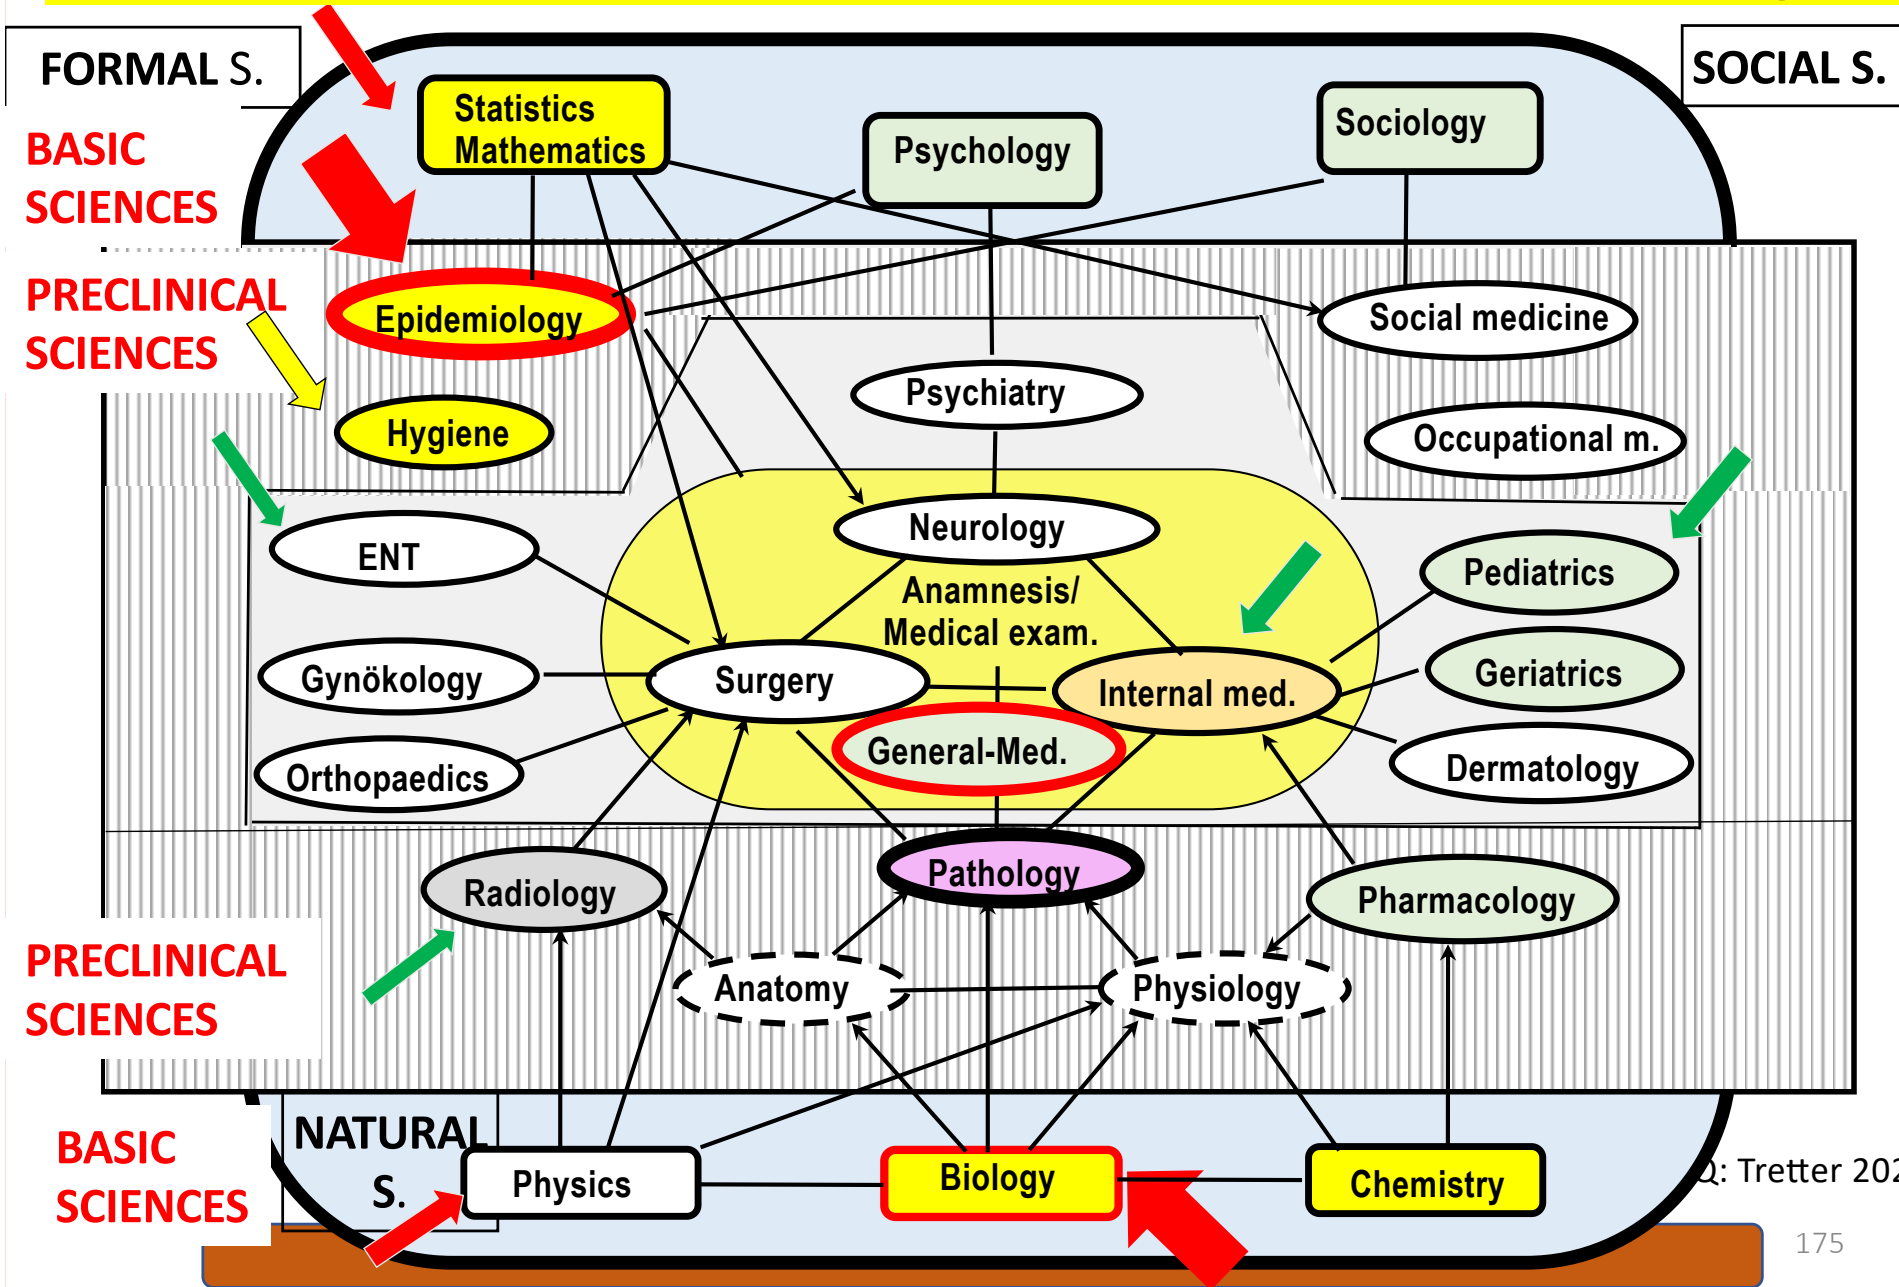 FORMAL S.
SOCIAL S.
BASIC
SCIENCES
Statistics
Mathematics
Psychology
Sociology
PRECLINICAL
SCIENCES
Epidemiology
Social medicine
Psychiatry
Hygiene
Occupational m.
ENT
Neurology
Pediatrics
Anamnesis/
Medical exam.
Gynökology
Surgery
Internal med.
Geriatrics
Orthopaedics
General-Med.
Dermatology
Radiology
Pathology
Pharmacology
PRECLINICAL
SCIENCES
Anatomy
Physiology
NATURAL
S.
BASIC
SCIENCES
Physics
Biology
Chemistry
Q: Tretter 202
175